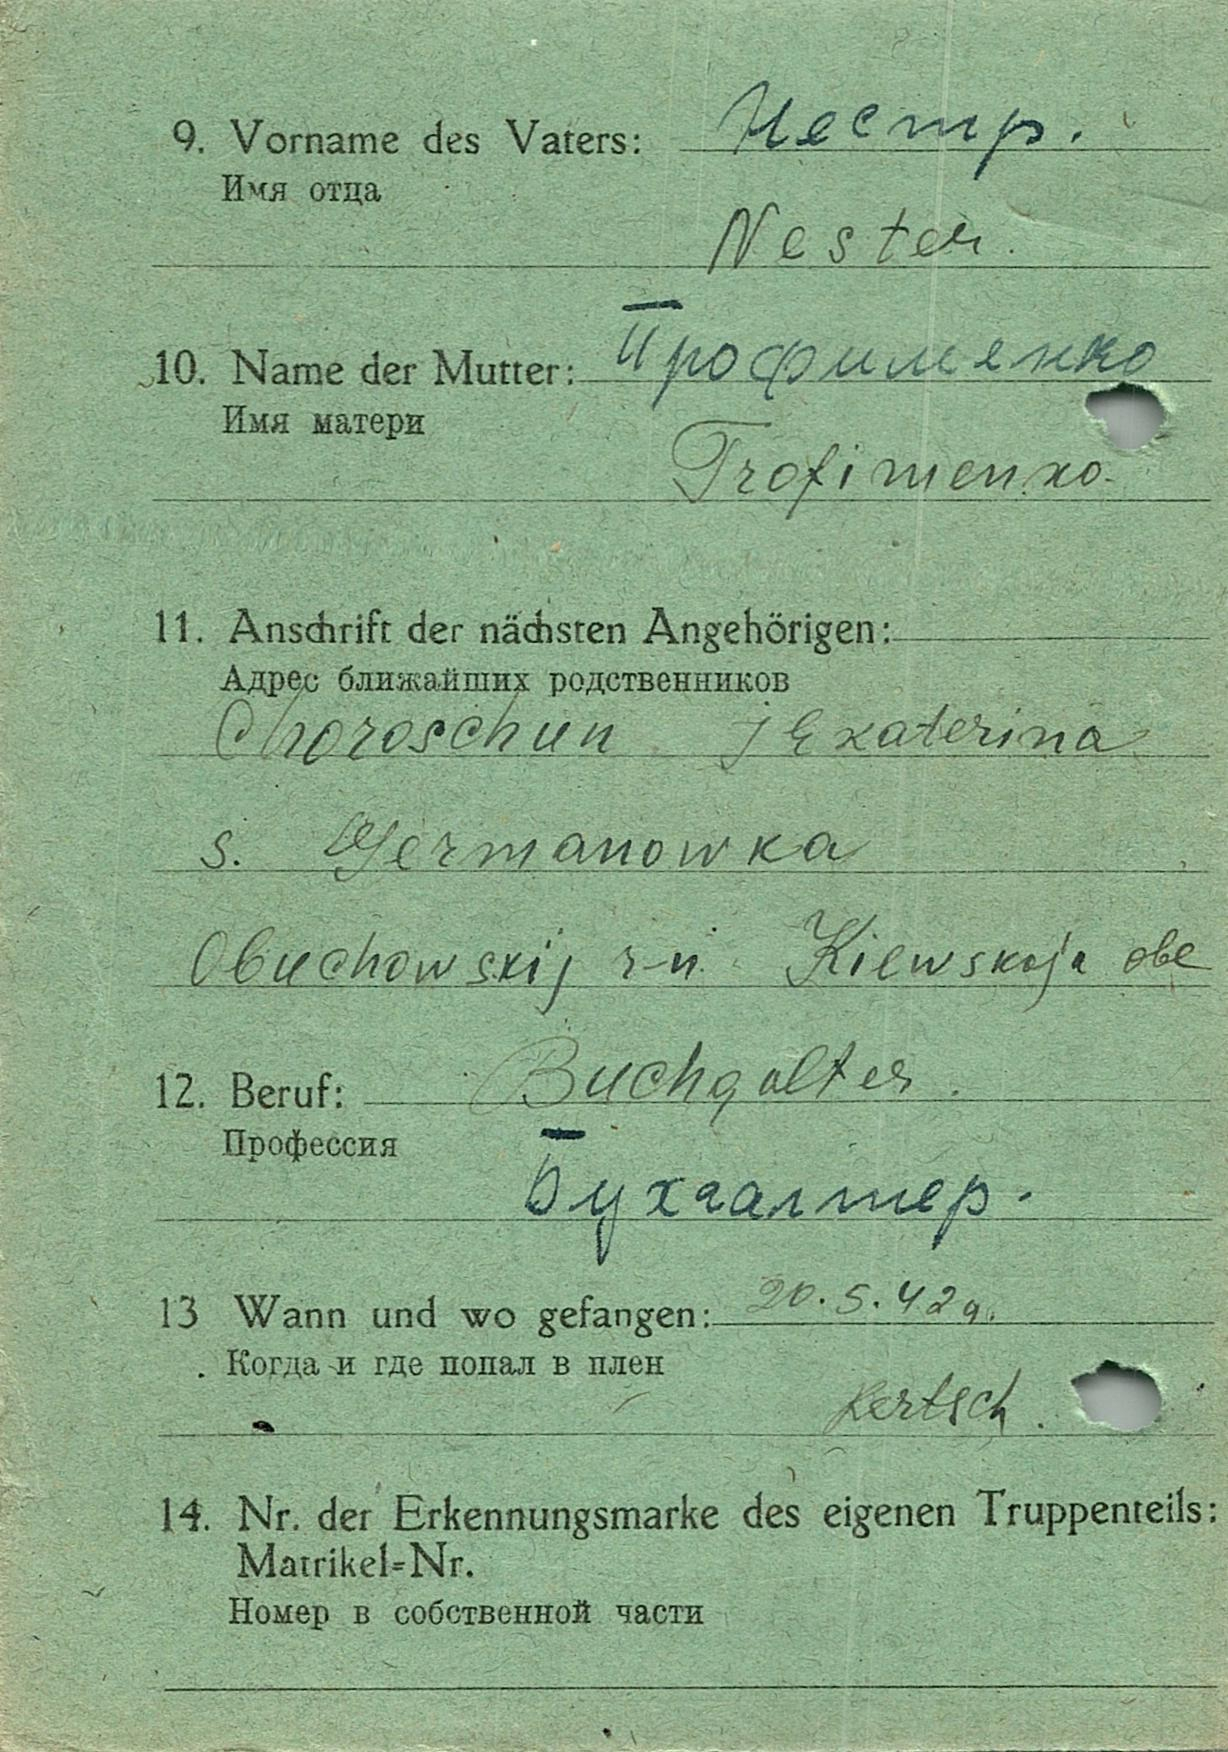 9. Vorname des Vaters: Нестр.
Имя отца
Nester.
10. Name der Mutter: Трофименко
Имя матери
Trofimenko.
11. Anschrift der nächsten Angehörigen:
Адрес ближайших родственников
Choroschun Jekaterina
s. Germanowka
Obuchowskij r-n. Kiewskaja obl
12. Beruf: Buchgalter.
Профессия
Бухгалтер.
13 Wann und wo gefangen: 20.5.42 g.
Когда и где попал в плен
Kertsch.
14. Nr. der Erkennungsmarke des eigenen Truppenteils:
Matrikel=Nr.
Номер в собственной части